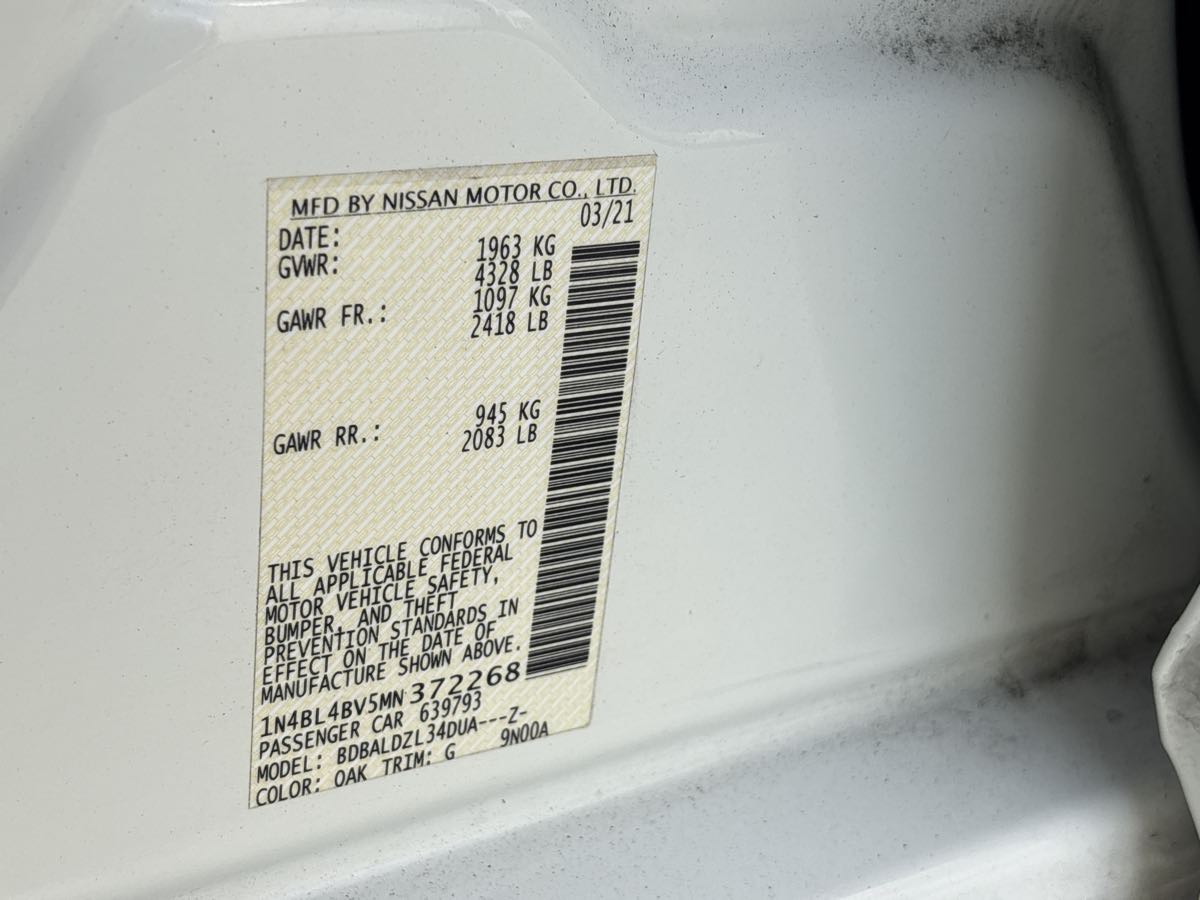 MFD BY NISSAN MOTOR CO., LTD.
DATE: 03/21
GVWR: 1963 KG
4328 LB
GAWR FR.: 1097 KG
2418 LB
GAWR RR.: 945 KG
2083 LB
THIS VEHICLE CONFORMS TO
ALL APPLICABLE FEDERAL
MOTOR VEHICLE SAFETY,
BUMPER, AND THEFT
PREVENTION STANDARDS IN
EFFECT ON THE DATE OF
MANUFACTURE SHOWN ABOVE.
1N4BL4BV5MN372268
PASSENGER CAR 639793
MODEL: BDBALDZL34DUA---Z-
COLOR: OAK TRIM: G 9N00A